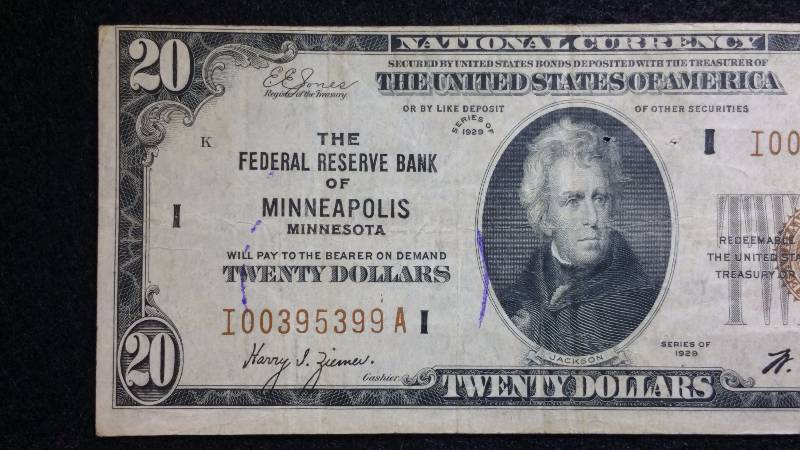 20
NATIONAL CURRENCY
SECURED BY UNITED STATES BONDS DEPOSITED WITH THE TREASURER OF
THE UNITED STATES OF AMERICA
OR BY LIKE DEPOSIT OF OTHER SECURITIES
E.E. Jones
Register of the Treasury.
SERIES OF
1929
K
THE
FEDERAL RESERVE BANK
OF
MINNEAPOLIS
MINNESOTA
I
I
I00
WILL PAY TO THE BEARER ON DEMAND
TWENTY DOLLARS
REDEEMABLE
THE UNITED STA
TREASURY OR
I00395399A I
Harry I. Ziemer.
Cashier.
JACKSON
SERIES OF
1929
W.
20
TWENTY DOLLARS